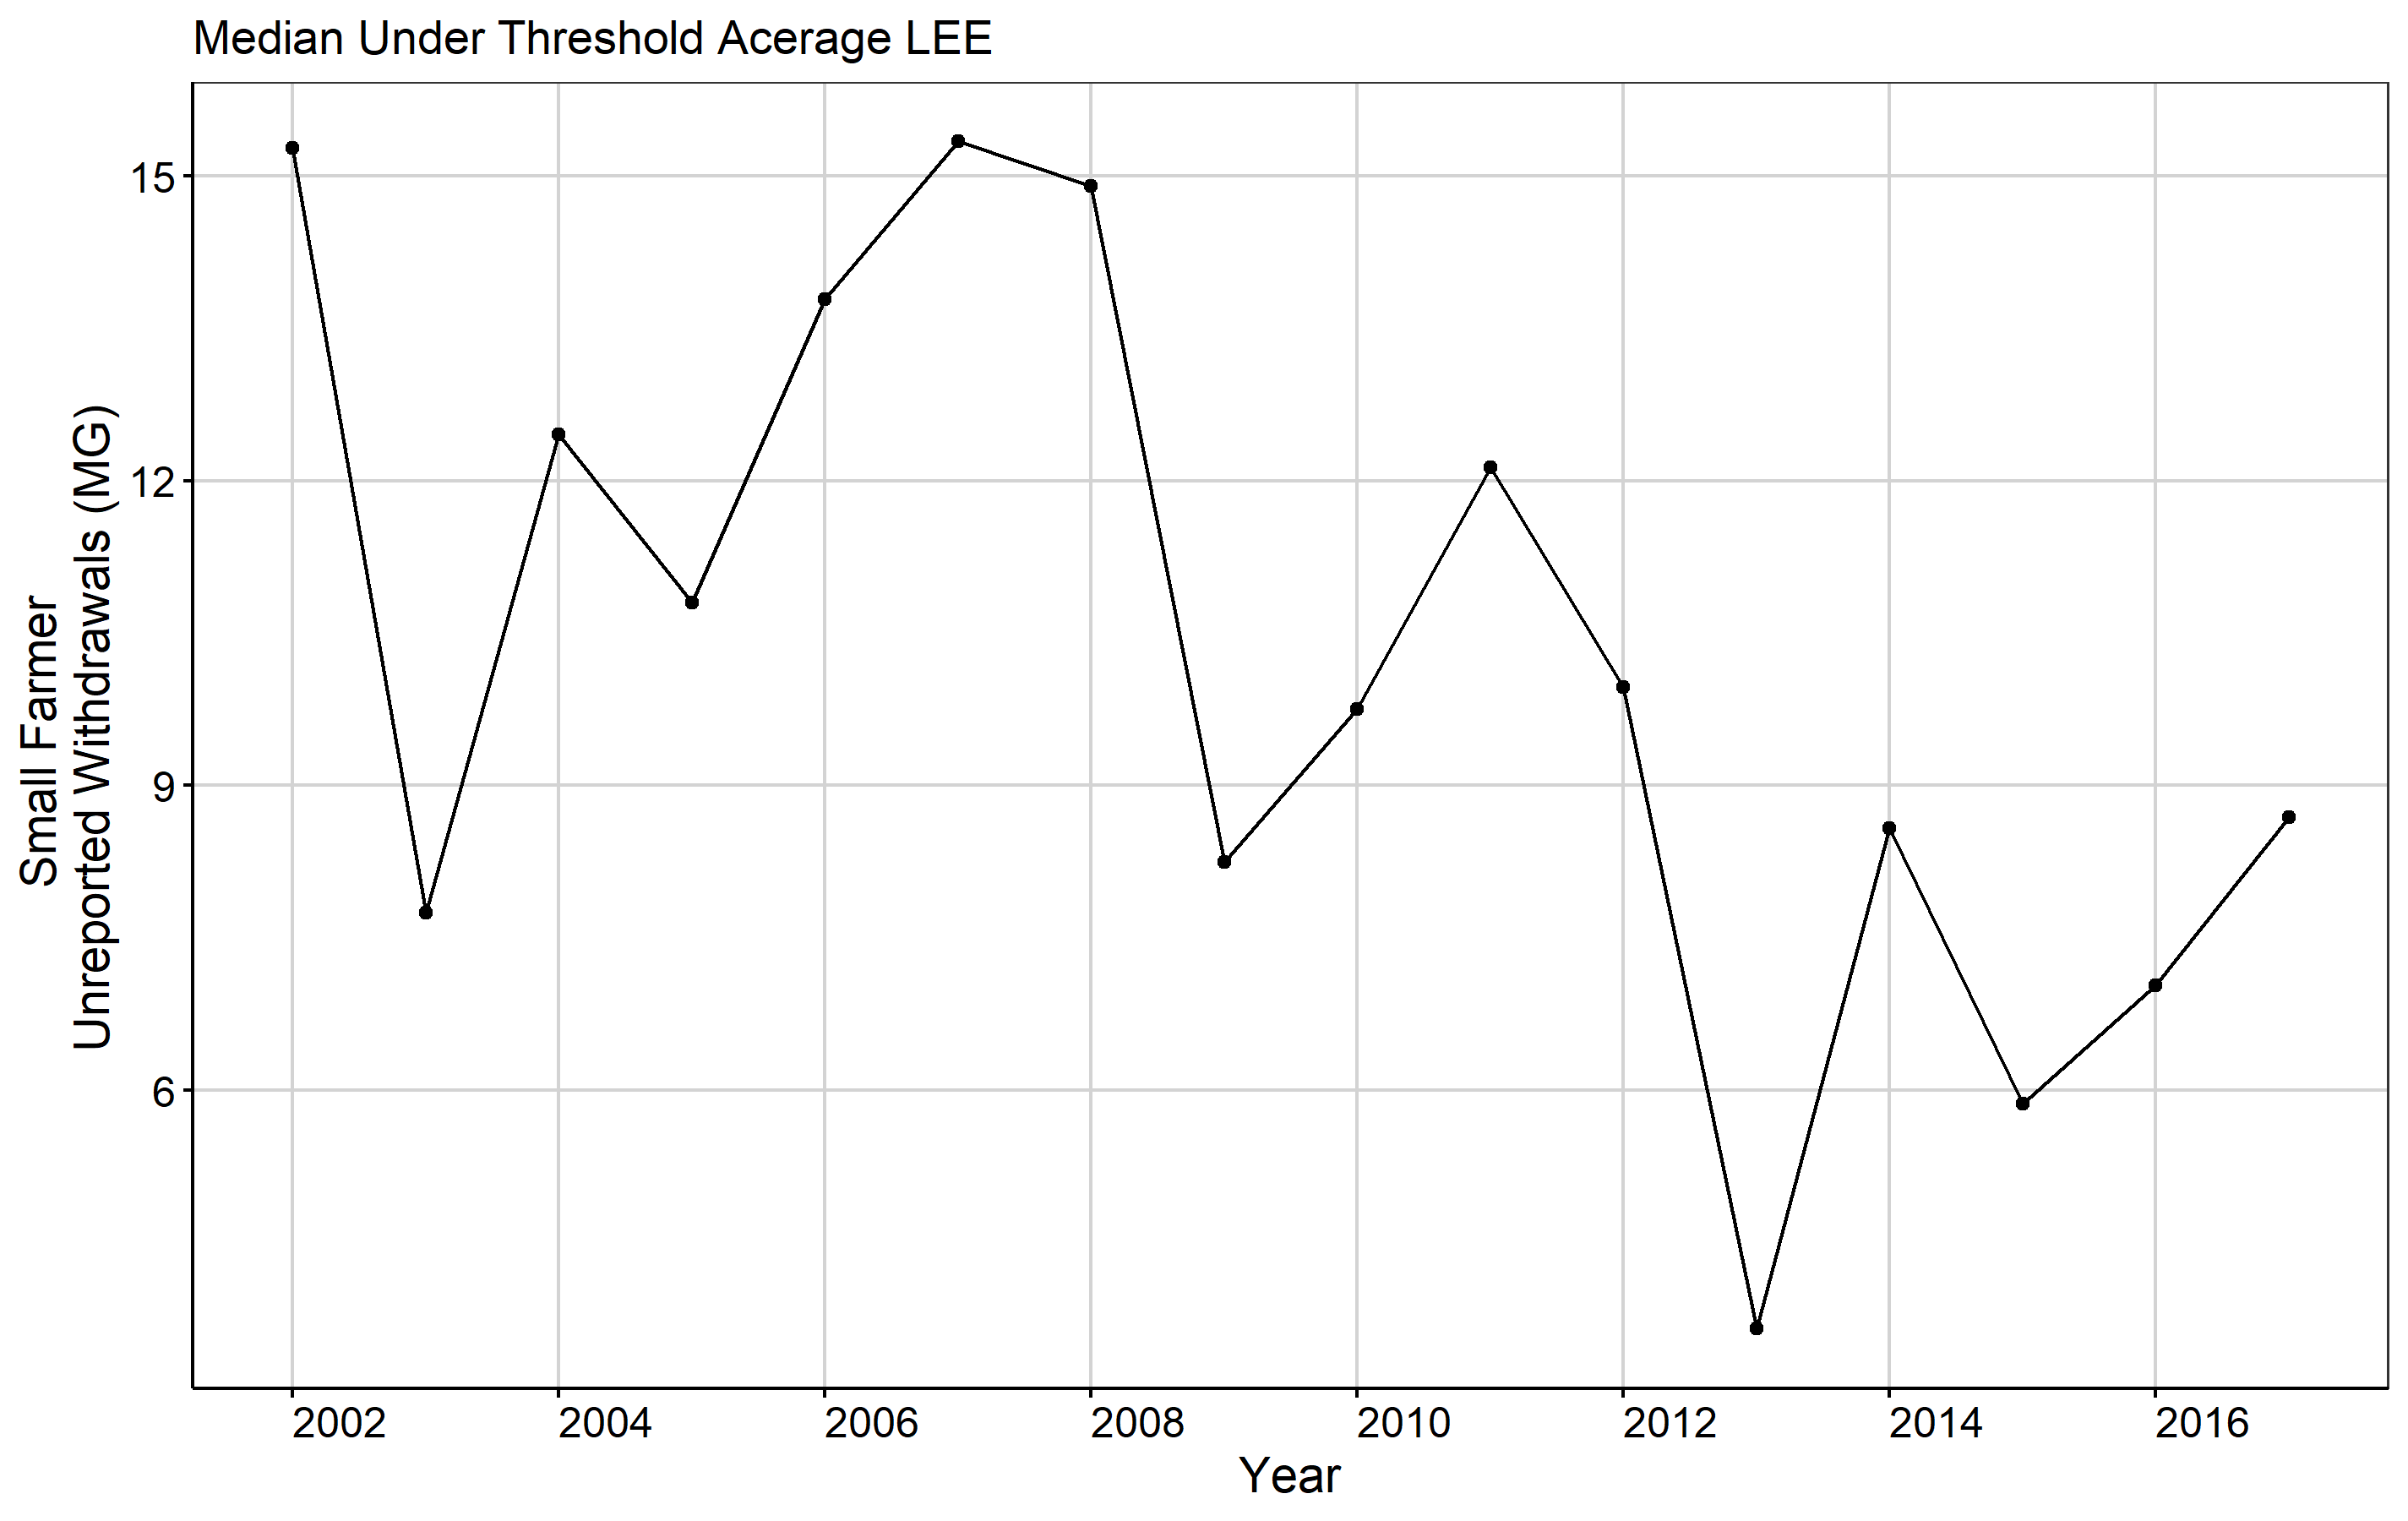 Median Under Threshold Acerage LEE
Small Farmer
Unreported Withdrawals (MG)
15
12
9
6
2002 2004 2006 2008 2010 2012 2014 2016
Year